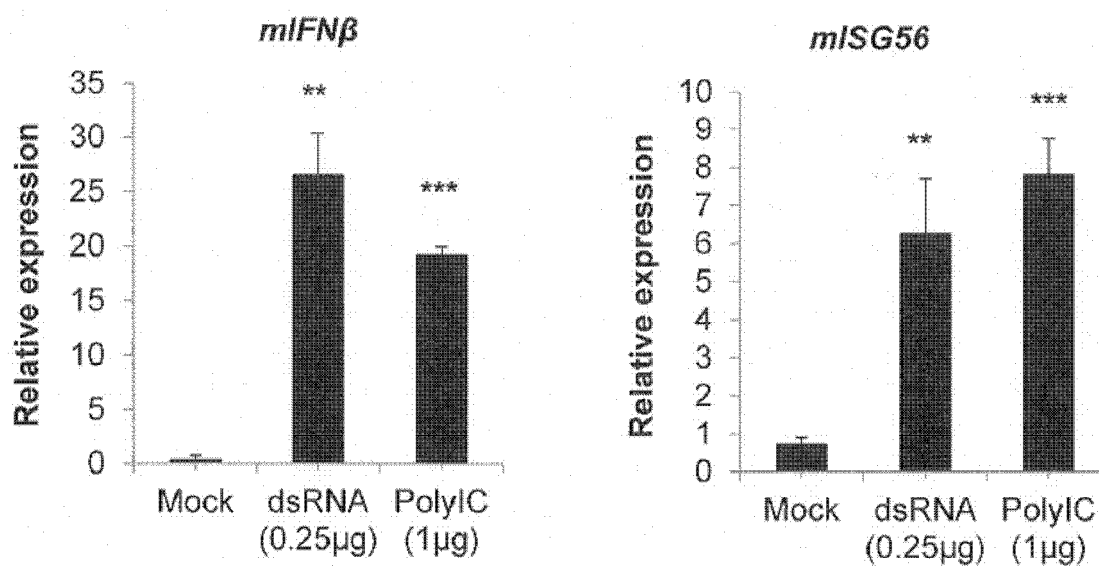 mIFNβ
Relative expression
35
30
25
20
15
10
5
0
**
***
Mock dsRNA PolyIC
(0.25µg) (1µg)
mISG56
Relative expression
10
9
8
7
6
5
4
3
2
1
0
**
***
Mock dsRNA PolyIC
(0.25µg) (1µg)